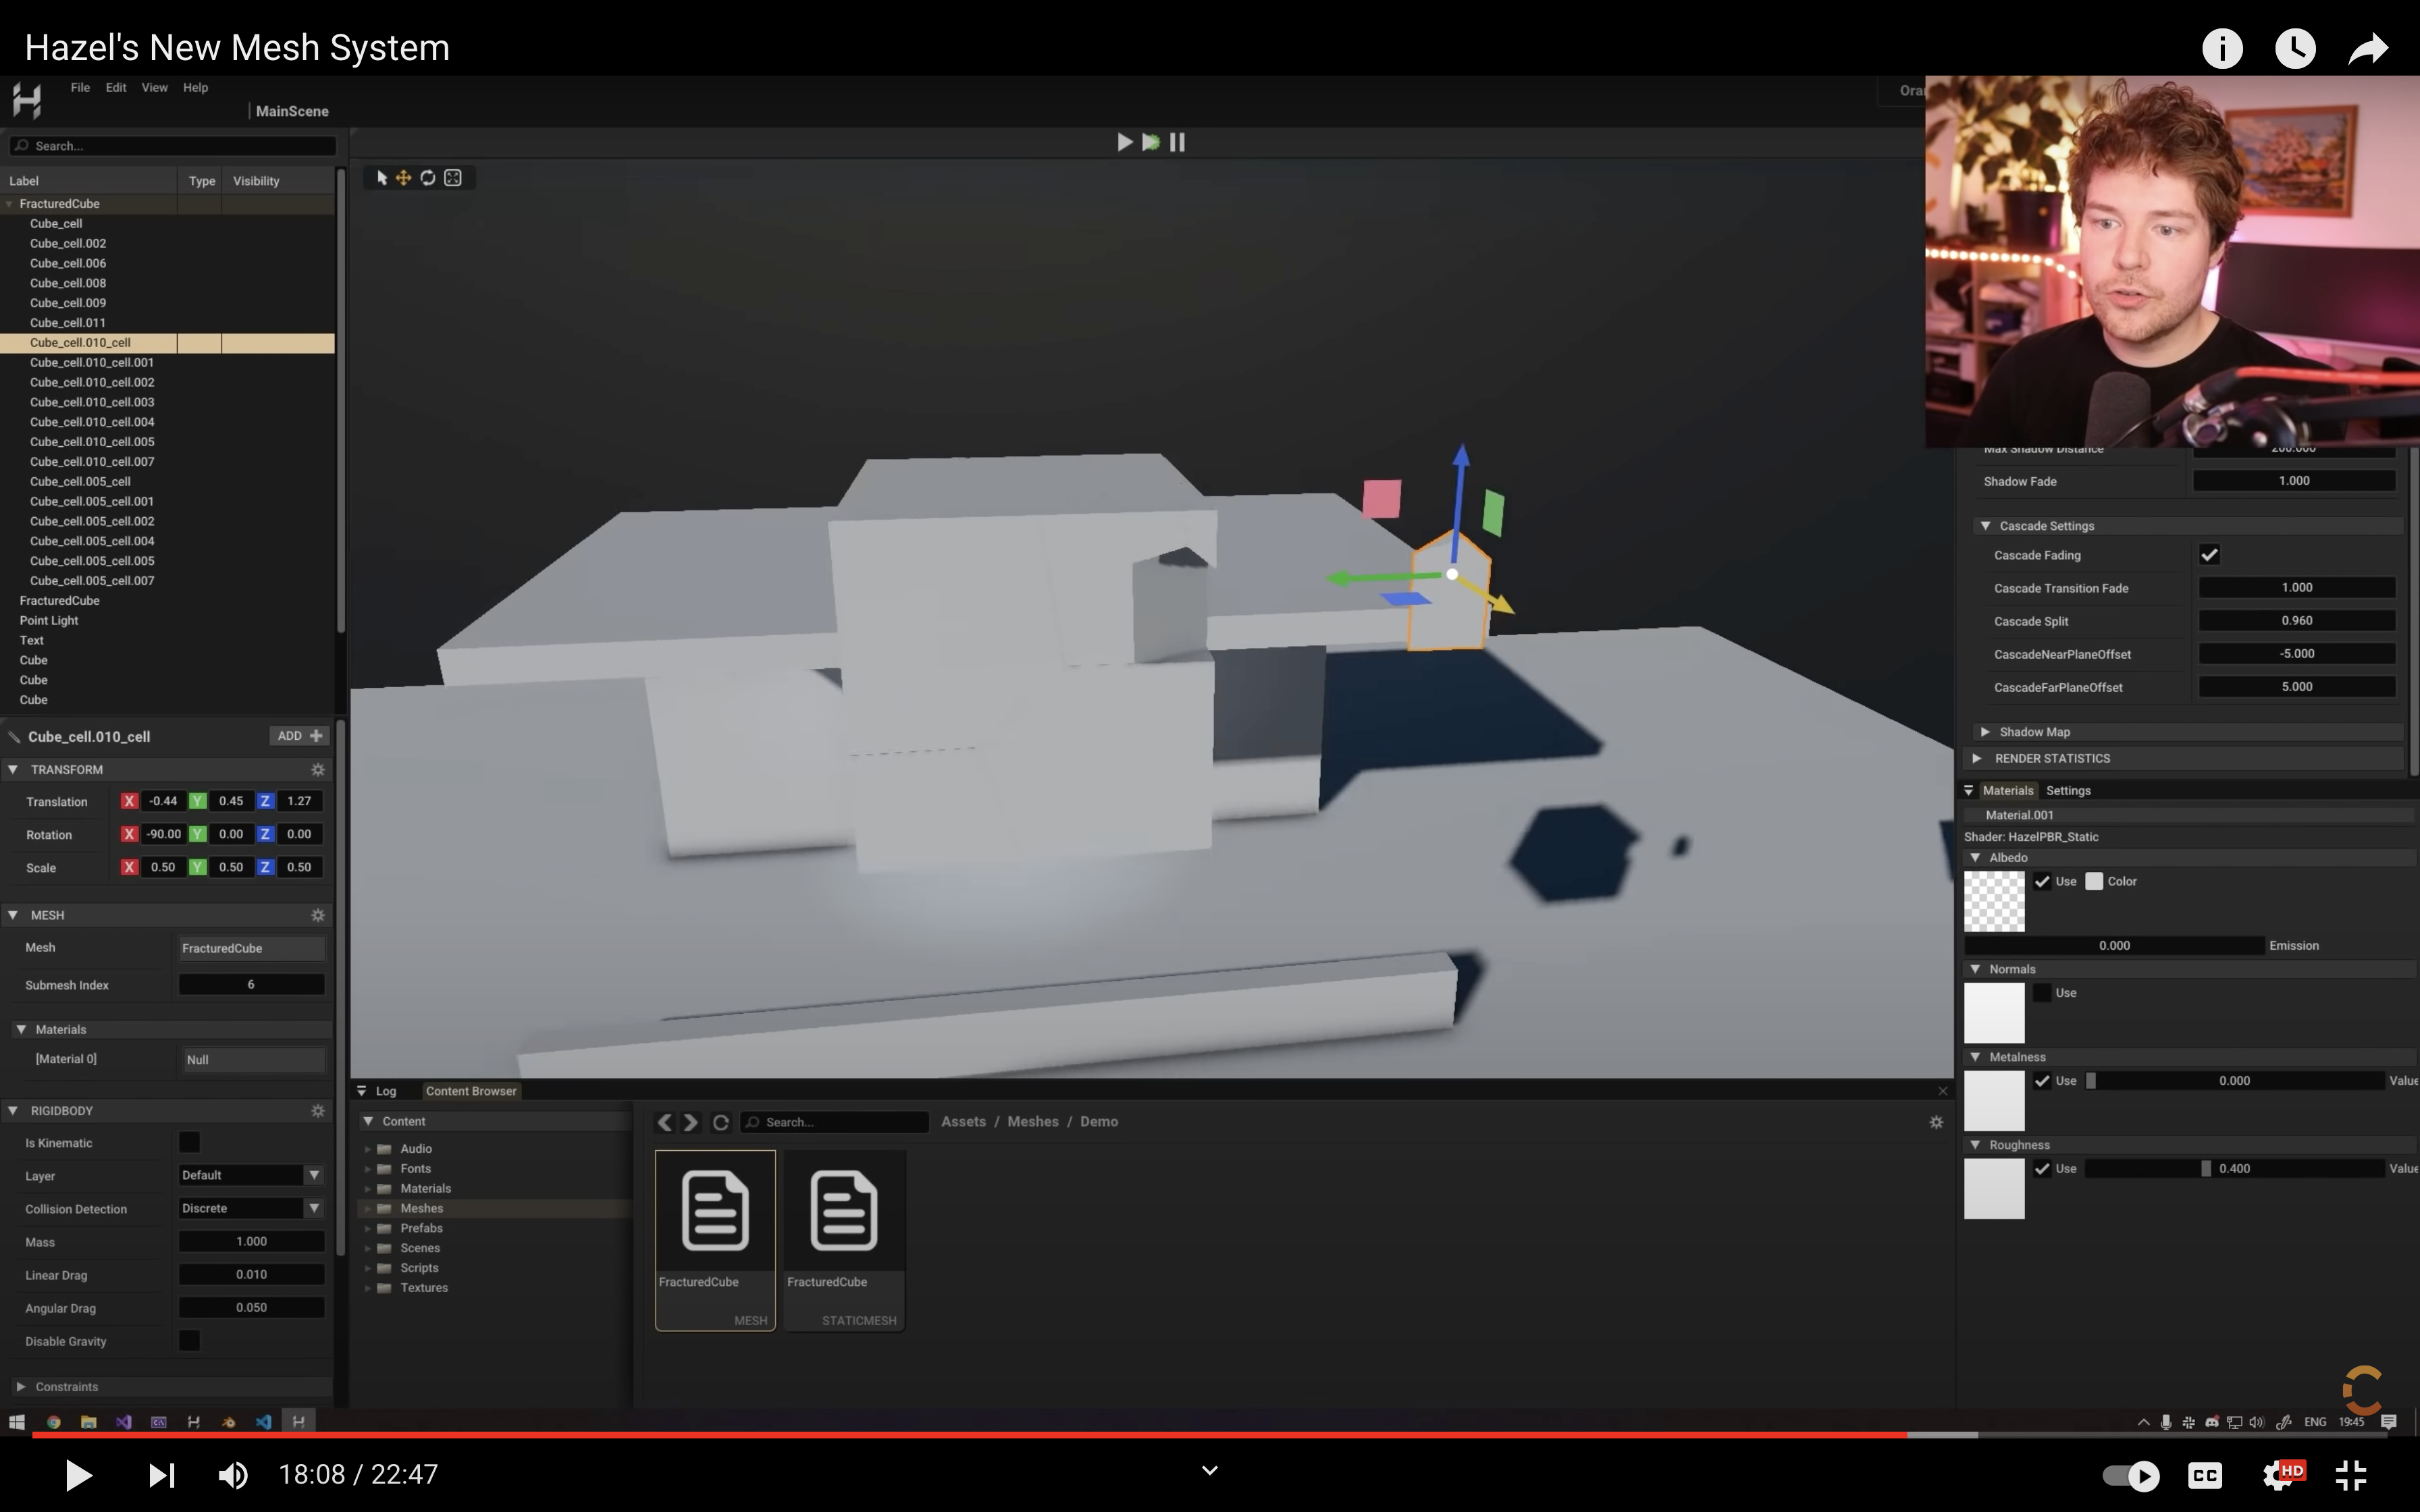 Hazel's New Mesh System
File Edit View Help
MainScene
Search...
Label Type Visibility
FracturedCube
Cube_cell
Cube_cell.002
Cube_cell.006
Cube_cell.008
Cube_cell.009
Cube_cell.011
Cube_cell.010_cell
Cube_cell.010_cell.001
Cube_cell.010_cell.002
Cube_cell.010_cell.003
Cube_cell.010_cell.004
Cube_cell.010_cell.005
Cube_cell.010_cell.007
Cube_cell.005_cell
Cube_cell.005_cell.001
Cube_cell.005_cell.002
Cube_cell.005_cell.004
Cube_cell.005_cell.005
Cube_cell.005_cell.007
FracturedCube
Point Light
Text
Cube
Cube
Cube
Cube_cell.010_cell ADD
TRANSFORM
Translation X -0.44 Y 0.45 Z 1.27
Rotation X -90.00 Y 0.00 Z 0.00
Scale X 0.50 Y 0.50 Z 0.50
MESH
Mesh FracturedCube
Submesh Index 6
Materials
[Material 0] Null
RIGIDBODY
Is Kinematic
Layer Default
Collision Detection Discrete
Mass 1.000
Linear Drag 0.010
Angular Drag 0.050
Disable Gravity
Constraints
Log Content Browser
Content
Audio
Fonts
Materials
Meshes
Prefabs
Scenes
Scripts
Textures
Search... Assets / Meshes / Demo
FracturedCube FracturedCube
MESH STATICMESH
Max Shadow Distance 200.000
Shadow Fade 1.000
Cascade Settings
Cascade Fading
Cascade Transition Fade 1.000
Cascade Split 0.960
CascadeNearPlaneOffset -5.000
CascadeFarPlaneOffset 5.000
Shadow Map
RENDER STATISTICS
Materials Settings
Material.001
Shader: HazelPBR_Static
Albedo
Use Color
0.000 Emission
Normals
Use
Metalness
Use 0.000 Value
Roughness
Use 0.400 Value
ENG 19:45
18:08 / 22:47
CC HD